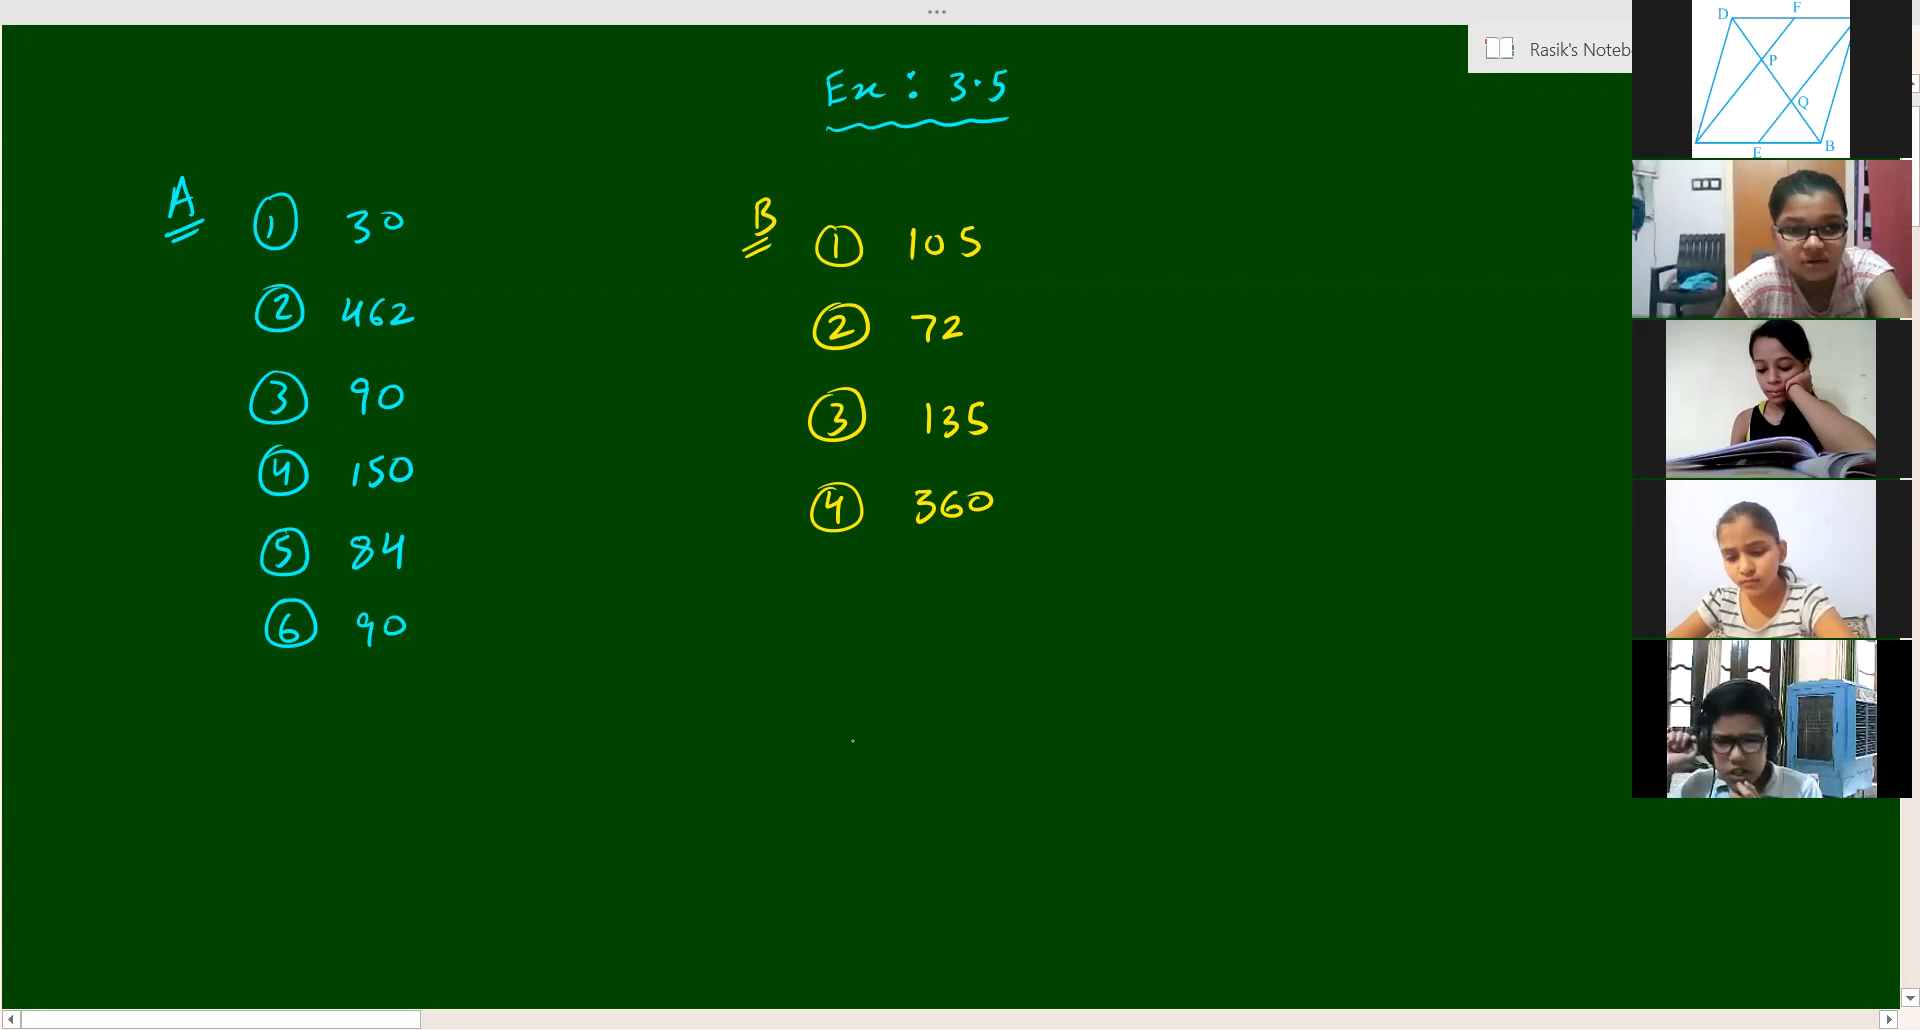 Rasik's Noteb
Ex : 3.5
A
1 30
2 462
3 90
4 150
5 84
6 90
B
1 105
2 72
3 135
4 360
D F
P
Q
E B